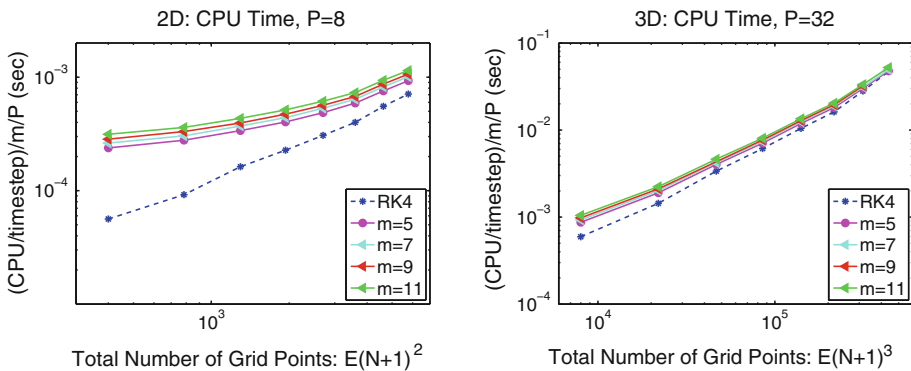 2D: CPU Time, P=8
(CPU/timestep)/m/P (sec)
10^-3
10^-4
10^3
RK4
m=5
m=7
m=9
m=11
Total Number of Grid Points: E(N+1)^2
3D: CPU Time, P=32
(CPU/timestep)/m/P (sec)
10^-1
10^-2
10^-3
10^-4
10^4
10^5
RK4
m=5
m=7
m=9
m=11
Total Number of Grid Points: E(N+1)^3